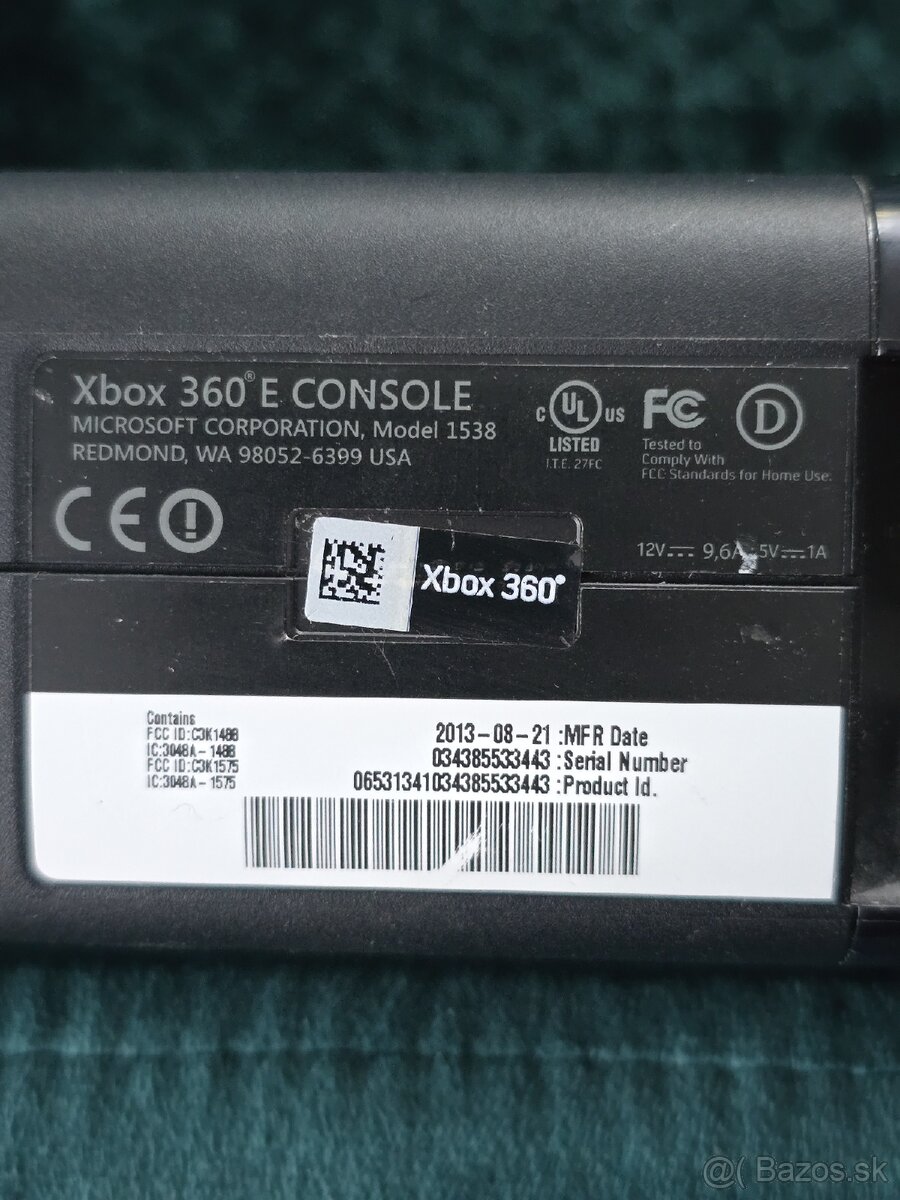 Xbox 360® E CONSOLE
MICROSOFT CORPORATION, Model 1538
REDMOND, WA 98052-6399 USA
c UL US
LISTED
I.T.E. 27FC
FC
Tested to
Comply With
FCC Standards for Home Use.
D
CE
12V⎓ 9,6A 5V⎓1A
Xbox 360®
Contains
FCC ID:C3K1488
IC:3048A-1488
FCC ID:C3K1575
IC:3048A-1575
2013-08-21 :MFR Date
034385533443 :Serial Number
06531341034385533443 :Product Id.
@( Bazos.sk